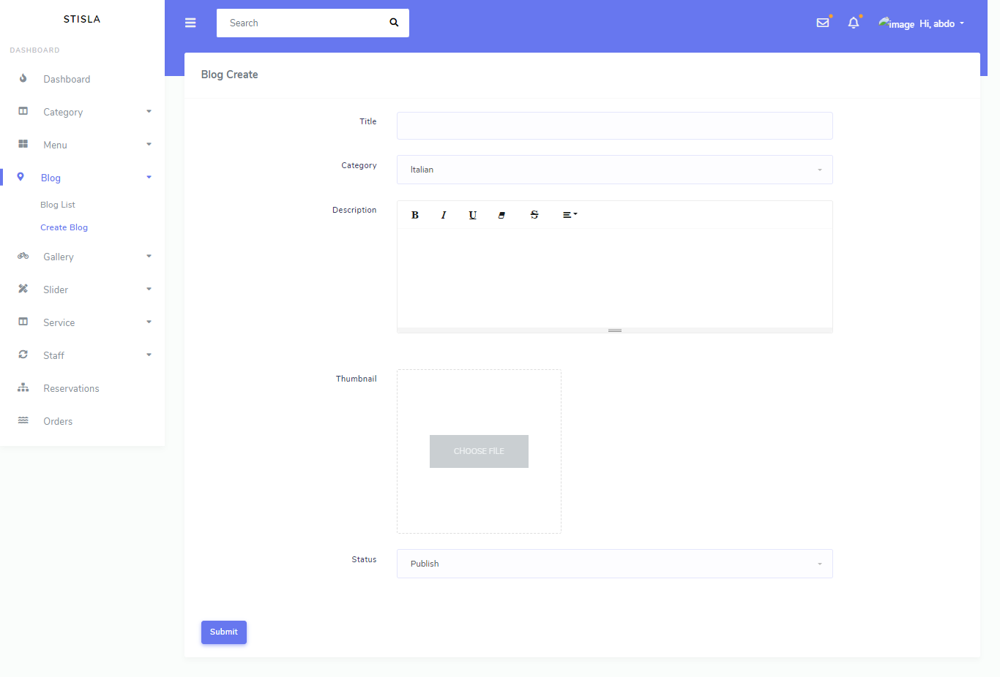 STISLA
Search
image Hi, abdo
DASHBOARD
Dashboard
Category
Menu
Blog
Blog List
Create Blog
Gallery
Slider
Service
Staff
Reservations
Orders
Blog Create
Title
Category
Italian
Description
B I U S
Thumbnail
CHOOSE FILE
Status
Publish
Submit